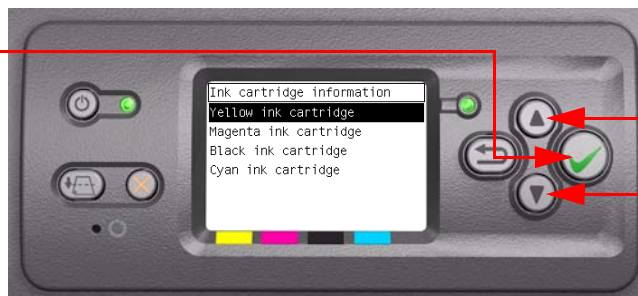 Ink cartridge information
Yellow ink cartridge
Magenta ink cartridge
Black ink cartridge
Cyan ink cartridge